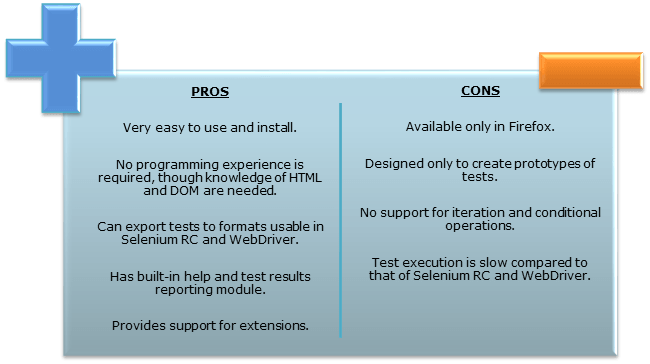 PROS
Very easy to use and install.
No programming experience is
required, though knowledge of HTML
and DOM are needed.
Can export tests to formats usable in
Selenium RC and WebDriver.
Has built-in help and test results
reporting module.
Provides support for extensions.
CONS
Available only in Firefox.
Designed only to create prototypes of
tests.
No support for iteration and conditional
operations.
Test execution is slow compared to
that of Selenium RC and WebDriver.